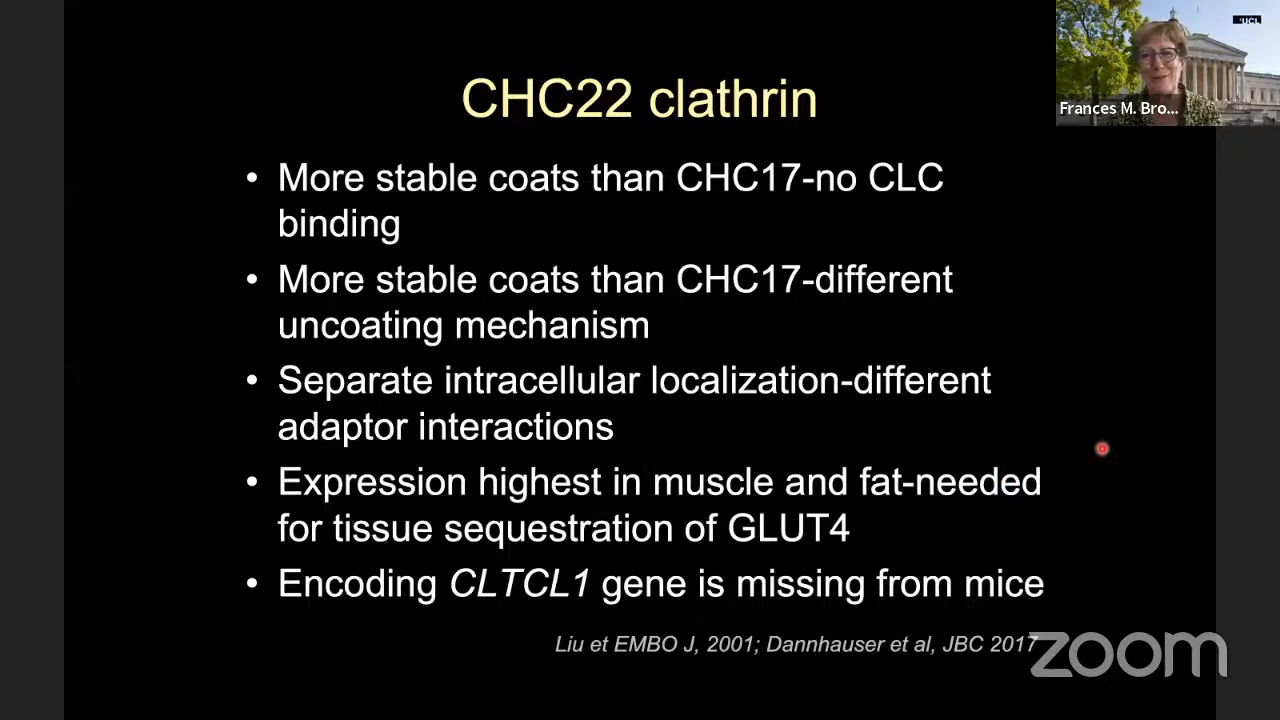 CHC22 clathrin
• More stable coats than CHC17-no CLC
binding
• More stable coats than CHC17-different
uncoating mechanism
• Separate intracellular localization-different
adaptor interactions
• Expression highest in muscle and fat-needed
for tissue sequestration of GLUT4
• Encoding CLTCL1 gene is missing from mice
Liu et EMBO J, 2001; Dannhauser et al, JBC 2017
UCL
Frances M. Bro...
zoom